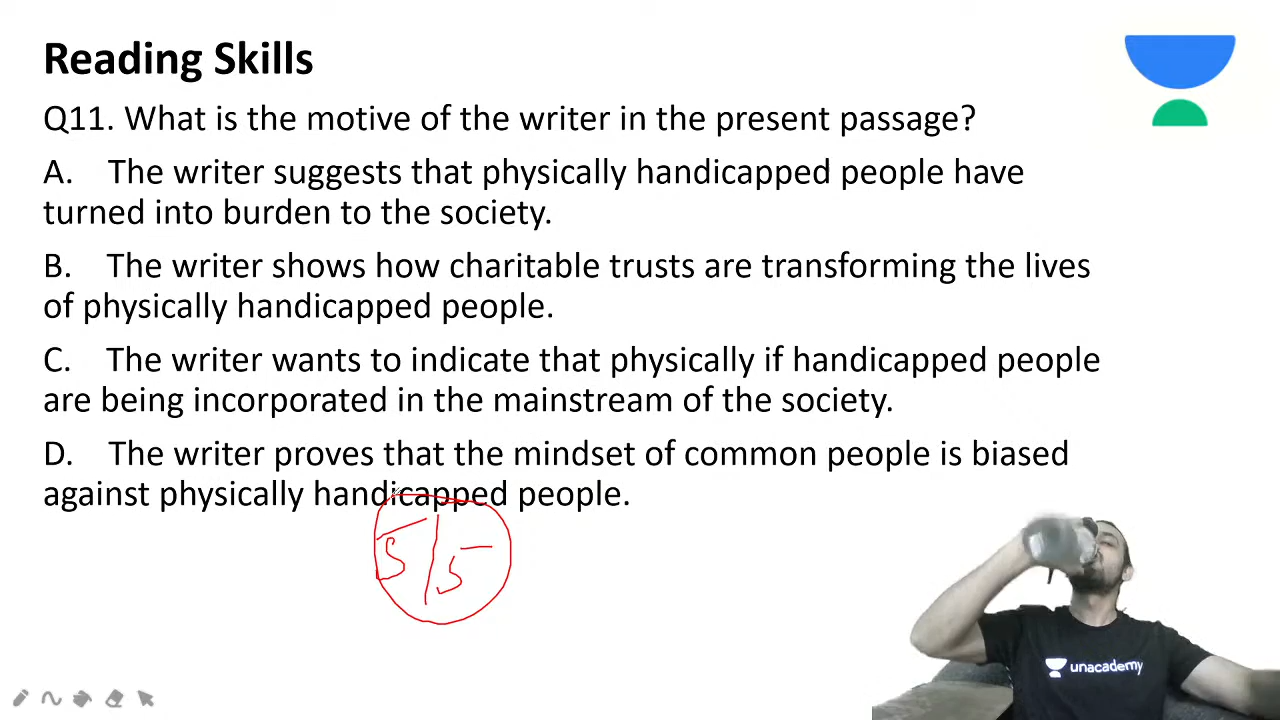 Reading Skills
Q11. What is the motive of the writer in the present passage?
A. The writer suggests that physically handicapped people have
turned into burden to the society.
B. The writer shows how charitable trusts are transforming the lives
of physically handicapped people.
C. The writer wants to indicate that physically if handicapped people
are being incorporated in the mainstream of the society.
D. The writer proves that the mindset of common people is biased
against physically handicapped people.
5/5
unacademy